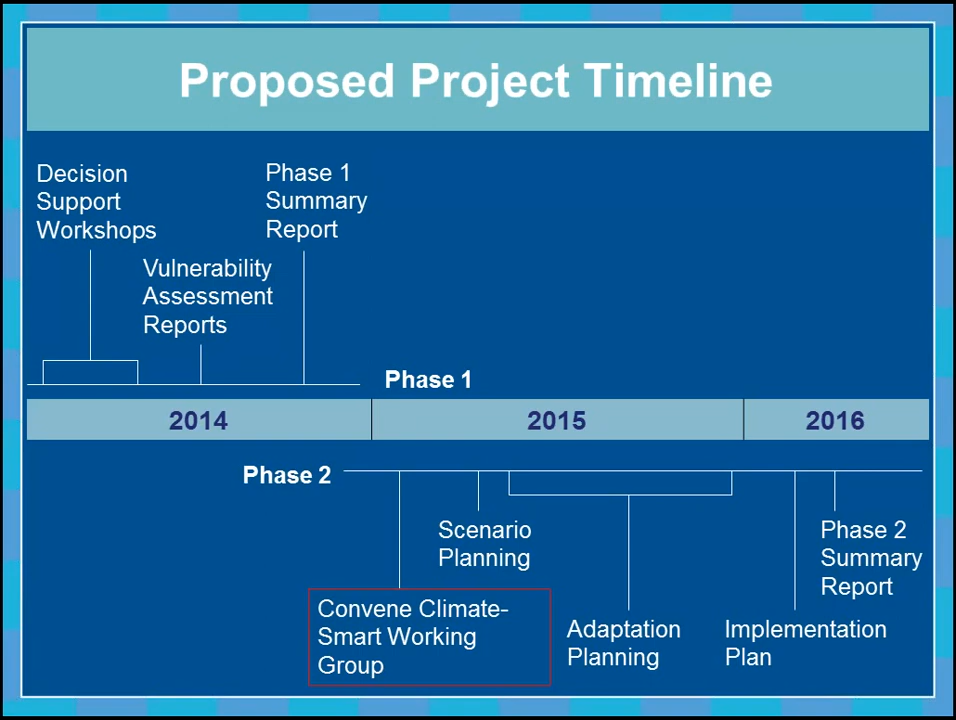 Proposed Project Timeline
Decision
Support
Workshops
Phase 1
Summary
Report
Vulnerability
Assessment
Reports
Phase 1
2014
2015
2016
Phase 2
Scenario
Planning
Phase 2
Summary
Report
Convene Climate-
Smart Working
Group
Adaptation
Planning
Implementation
Plan